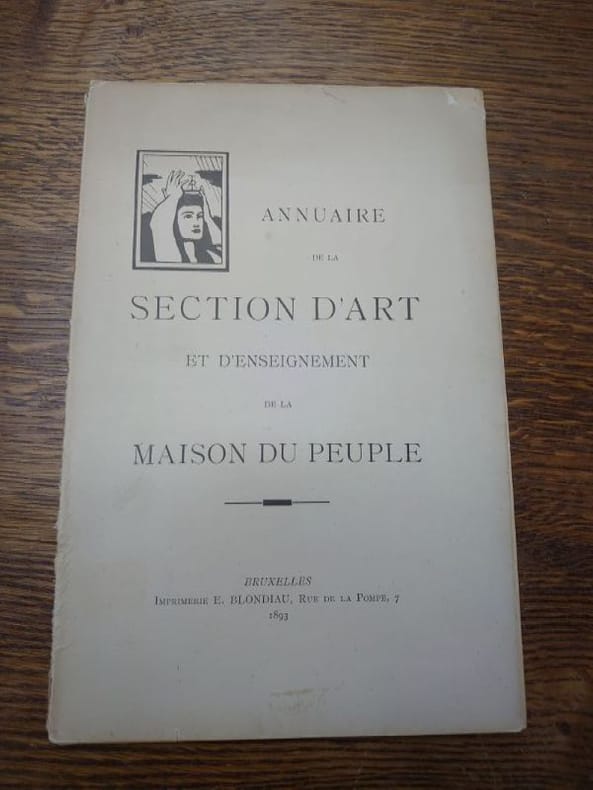 ANNUAIRE
DE LA
SECTION D'ART
ET D'ENSEIGNEMENT
DE LA
MAISON DU PEUPLE
BRUXELLES
IMPRIMERIE E. BLONDIAU, RUE DE LA POMPE, 7
1893